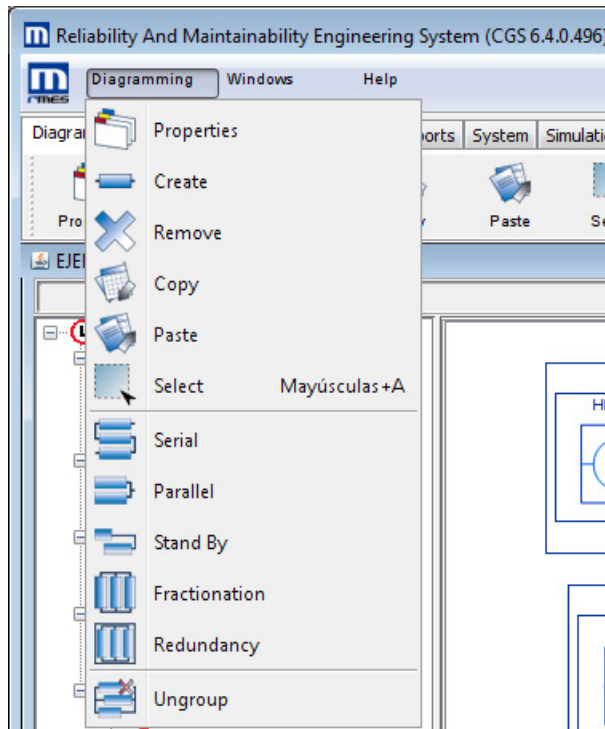 Reliability And Maintainability Engineering System (CGS 6.4.0.496)
rmes
Diagramming Windows Help
Properties
Create
Remove
Copy
Paste
Select Mayúsculas+A
Serial
Parallel
Stand By
Fractionation
Redundancy
Ungroup
System
Paste